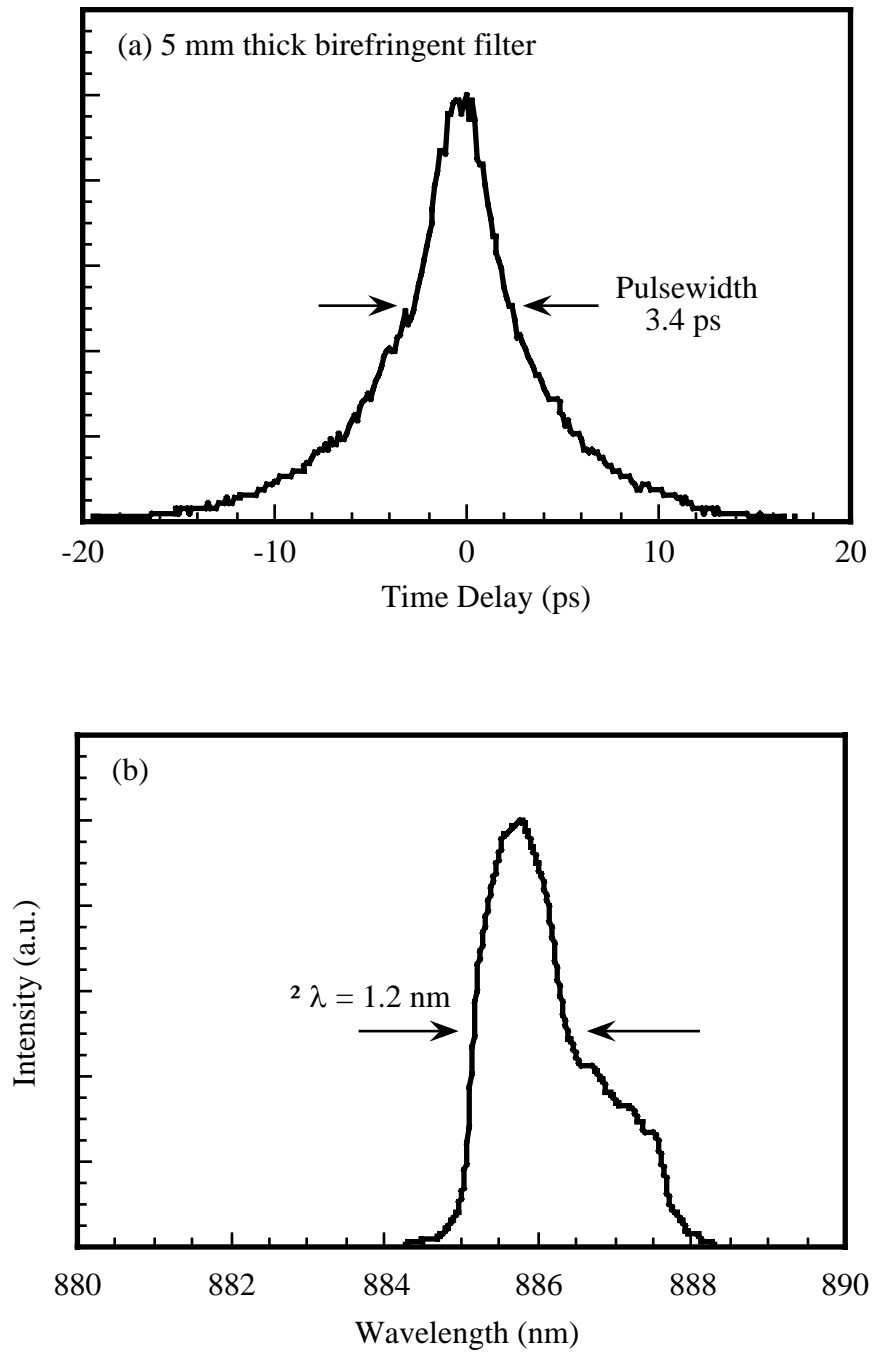 (a) 5 mm thick birefringent filter
Pulsewidth
3.4 ps
-20 -10 0 10 20
Time Delay (ps)
(b)
² λ = 1.2 nm
Intensity (a.u.)
880 882 884 886 888 890
Wavelength (nm)